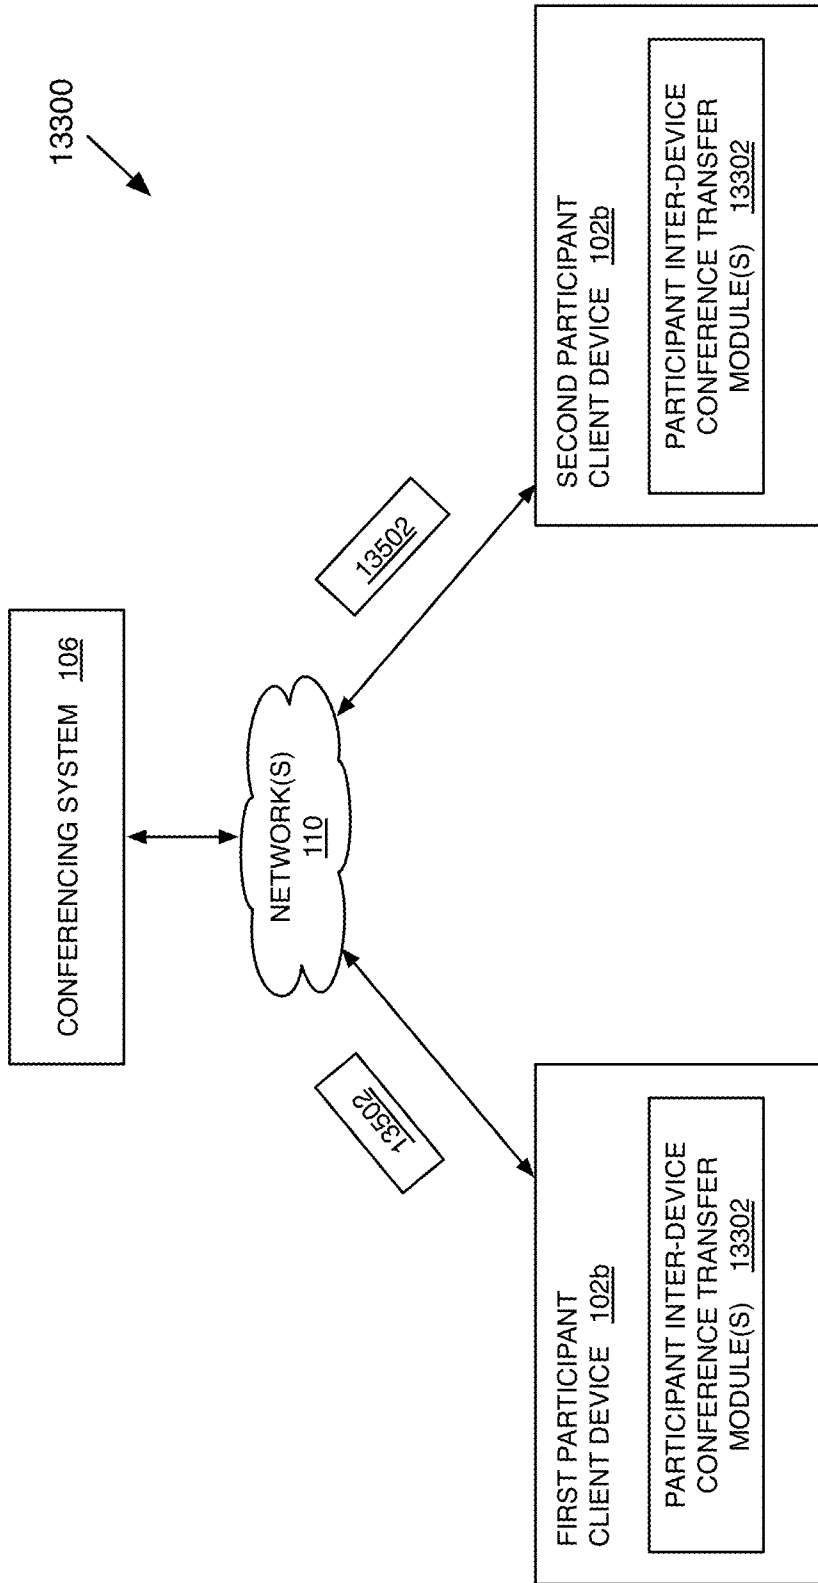 13300
CONFERENCING SYSTEM 106
NETWORK(S)
110
13502
13502
FIRST PARTICIPANT
CLIENT DEVICE 102b
PARTICIPANT INTER-DEVICE
CONFERENCE TRANSFER
MODULE(S) 13302
SECOND PARTICIPANT
CLIENT DEVICE 102b
PARTICIPANT INTER-DEVICE
CONFERENCE TRANSFER
MODULE(S) 13302